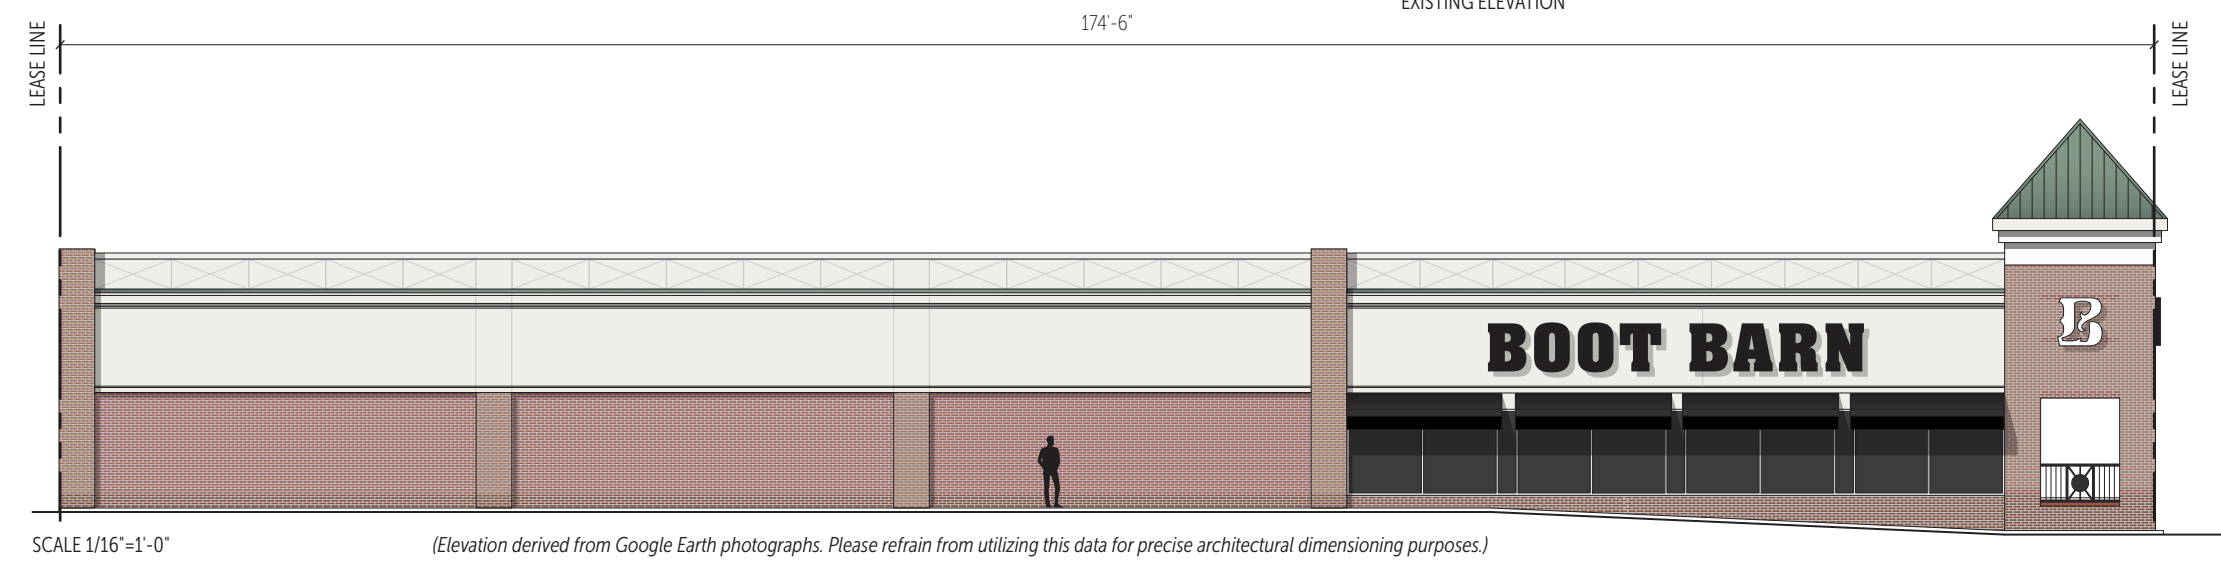 EXISTING ELEVATION
174'-6"
LEASE LINE
LEASE LINE
BOOT BARN
B
SCALE 1/16"=1'-0"
(Elevation derived from Google Earth photographs. Please refrain from utilizing this data for precise architectural dimensioning purposes.)